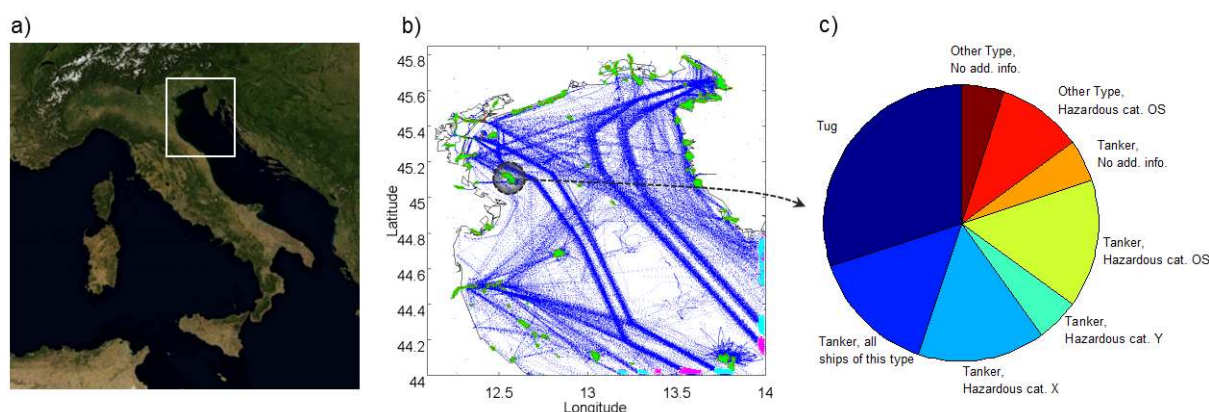 a)
b)
c)
45.8
45.6
45.4
45.2
45
44.8
44.6
44.4
44.2
44
Latitude
12.5
13
13.5
14
Longitude
Other Type,
No add. info.
Other Type,
Hazardous cat. OS
Tanker,
No add. info.
Tanker,
Hazardous cat. OS
Tanker,
Hazardous cat. Y
Tanker,
Hazardous cat. X
Tanker, all
ships of this type
Tug